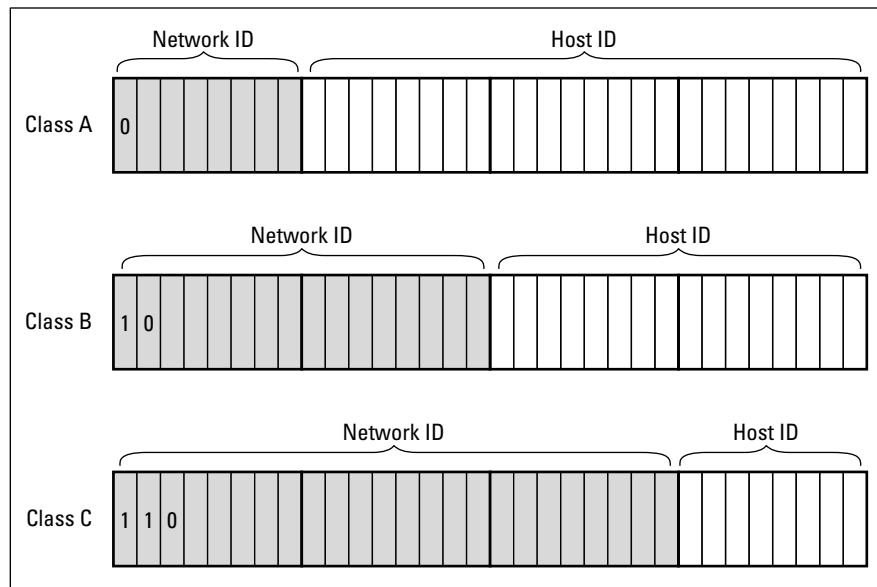 Network ID Host ID
Class A 0
Network ID Host ID
Class B 1 0
Network ID Host ID
Class C 1 1 0